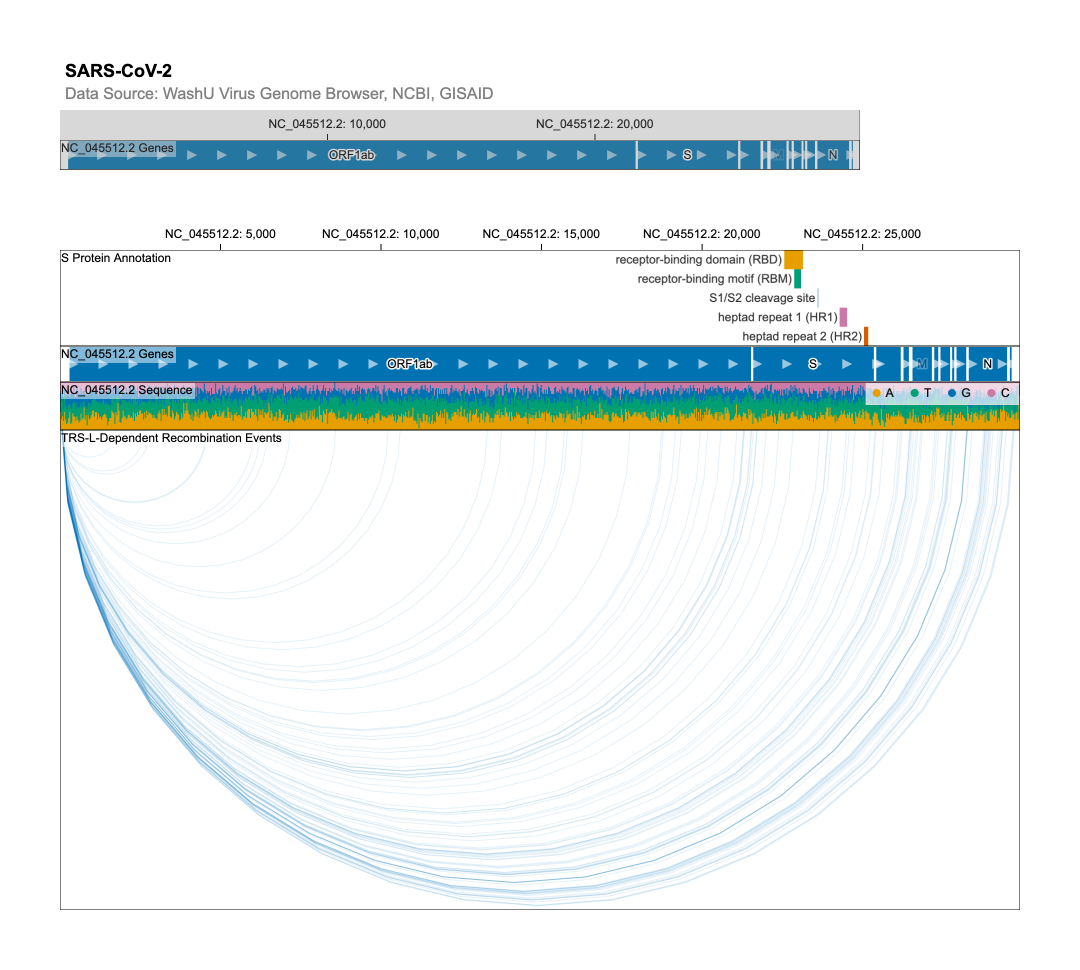 SARS-CoV-2
Data Source: WashU Virus Genome Browser, NCBI, GISAID
NC_045512.2: 10,000 NC_045512.2: 20,000
NC_045512.2 Genes
ORF1ab S M N
NC_045512.2: 5,000 NC_045512.2: 10,000 NC_045512.2: 15,000 NC_045512.2: 20,000 NC_045512.2: 25,000
S Protein Annotation
receptor-binding domain (RBD)
receptor-binding motif (RBM)
S1/S2 cleavage site
heptad repeat 1 (HR1)
heptad repeat 2 (HR2)
NC_045512.2 Genes
ORF1ab S M N
NC_045512.2 Sequence
A T G C
TRS-L-Dependent Recombination Events